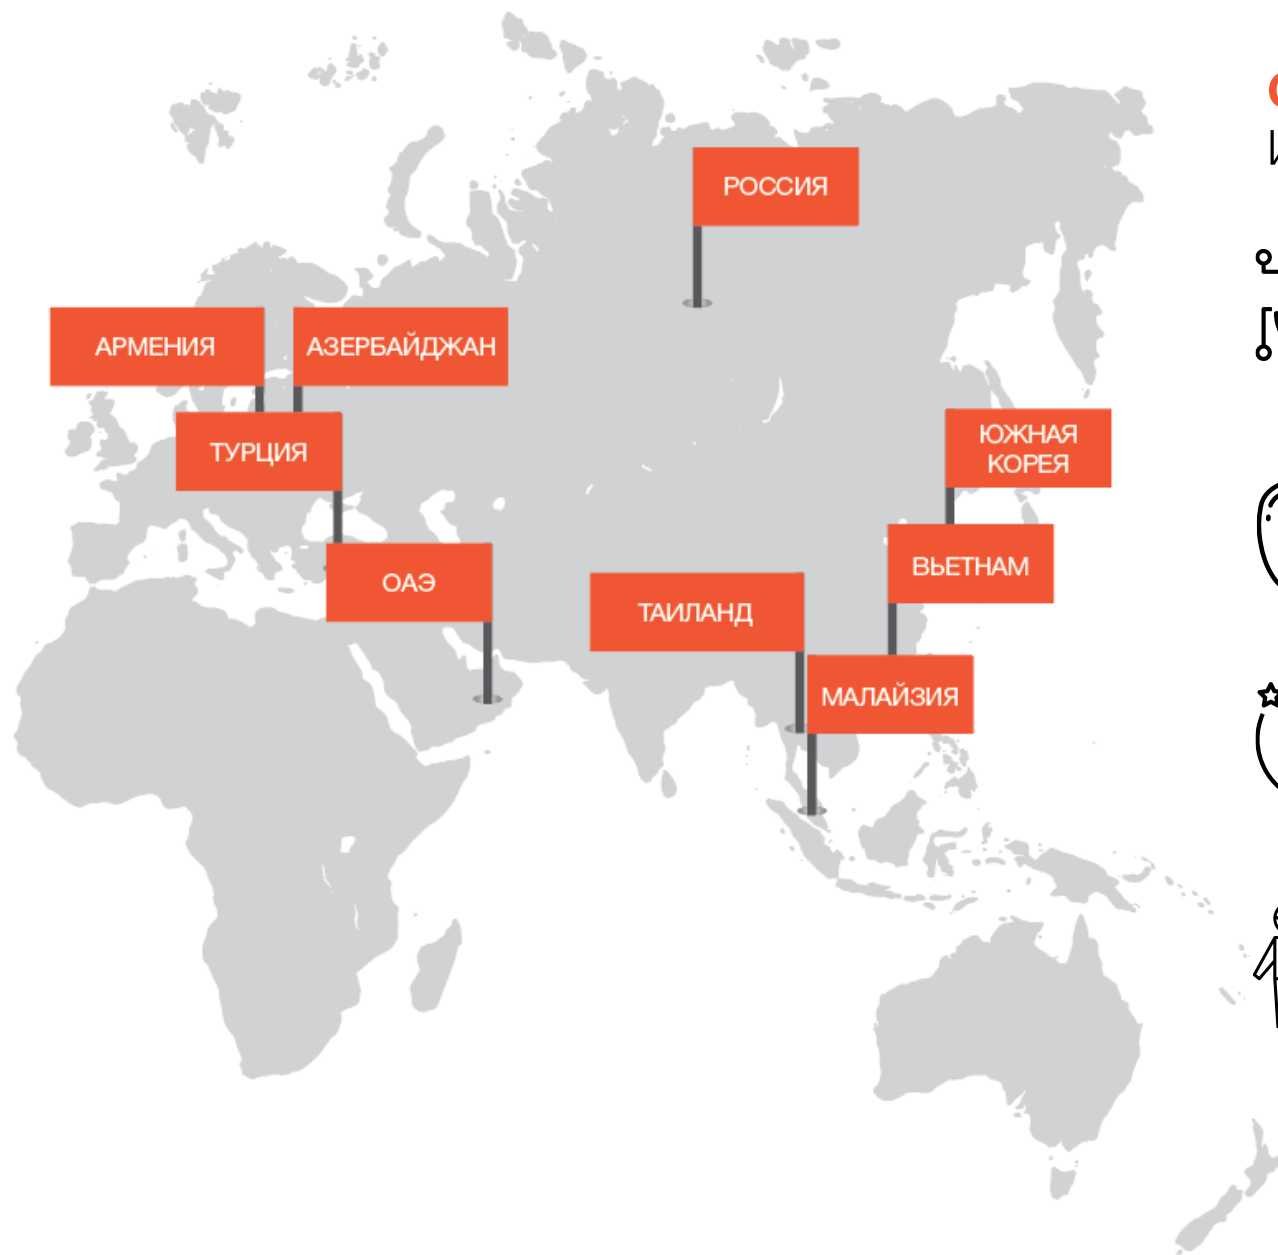 РОССИЯ
АРМЕНИЯ
АЗЕРБАЙДЖАН
ТУРЦИЯ
ЮЖНАЯ
КОРЕЯ
ОАЭ
ВЬЕТНАМ
ТАИЛАНД
МАЛАЙЗИЯ